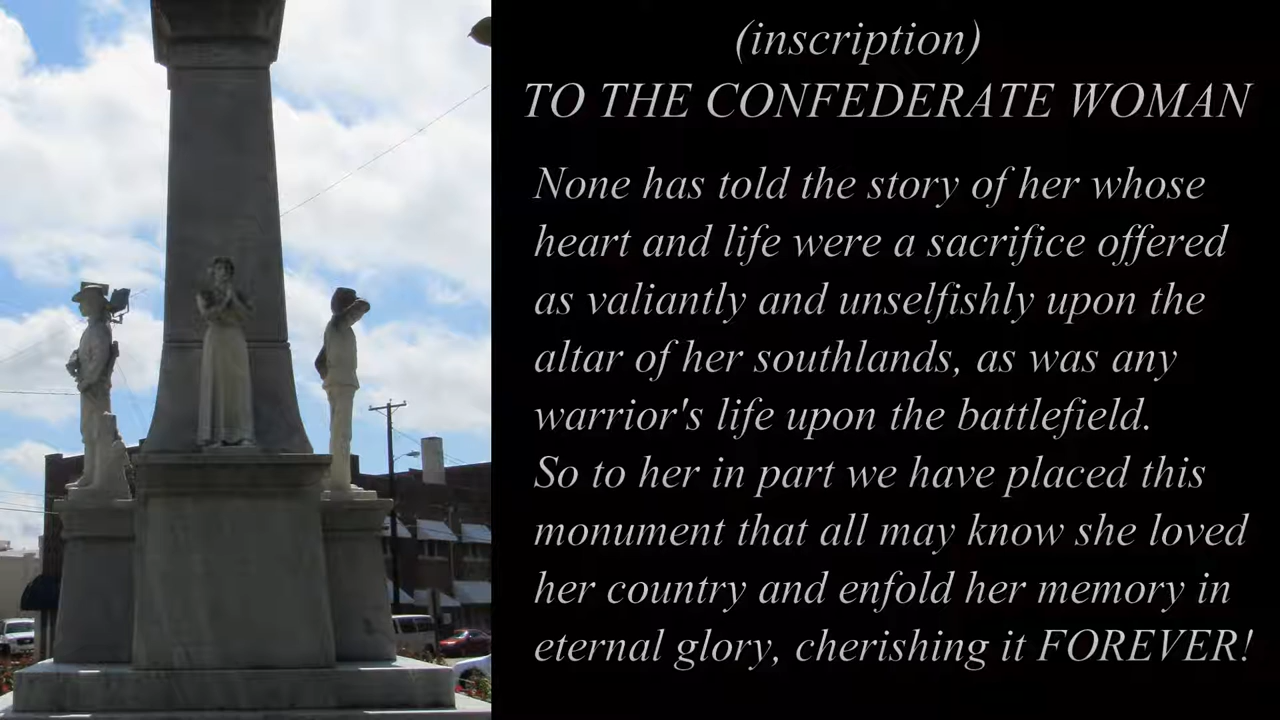 (inscription)
TO THE CONFEDERATE WOMAN
None has told the story of her whose
heart and life were a sacrifice offered
as valiantly and unselfishly upon the
altar of her southlands, as was any
warrior's life upon the battlefield.
So to her in part we have placed this
monument that all may know she loved
her country and enfold her memory in
eternal glory, cherishing it FOREVER!